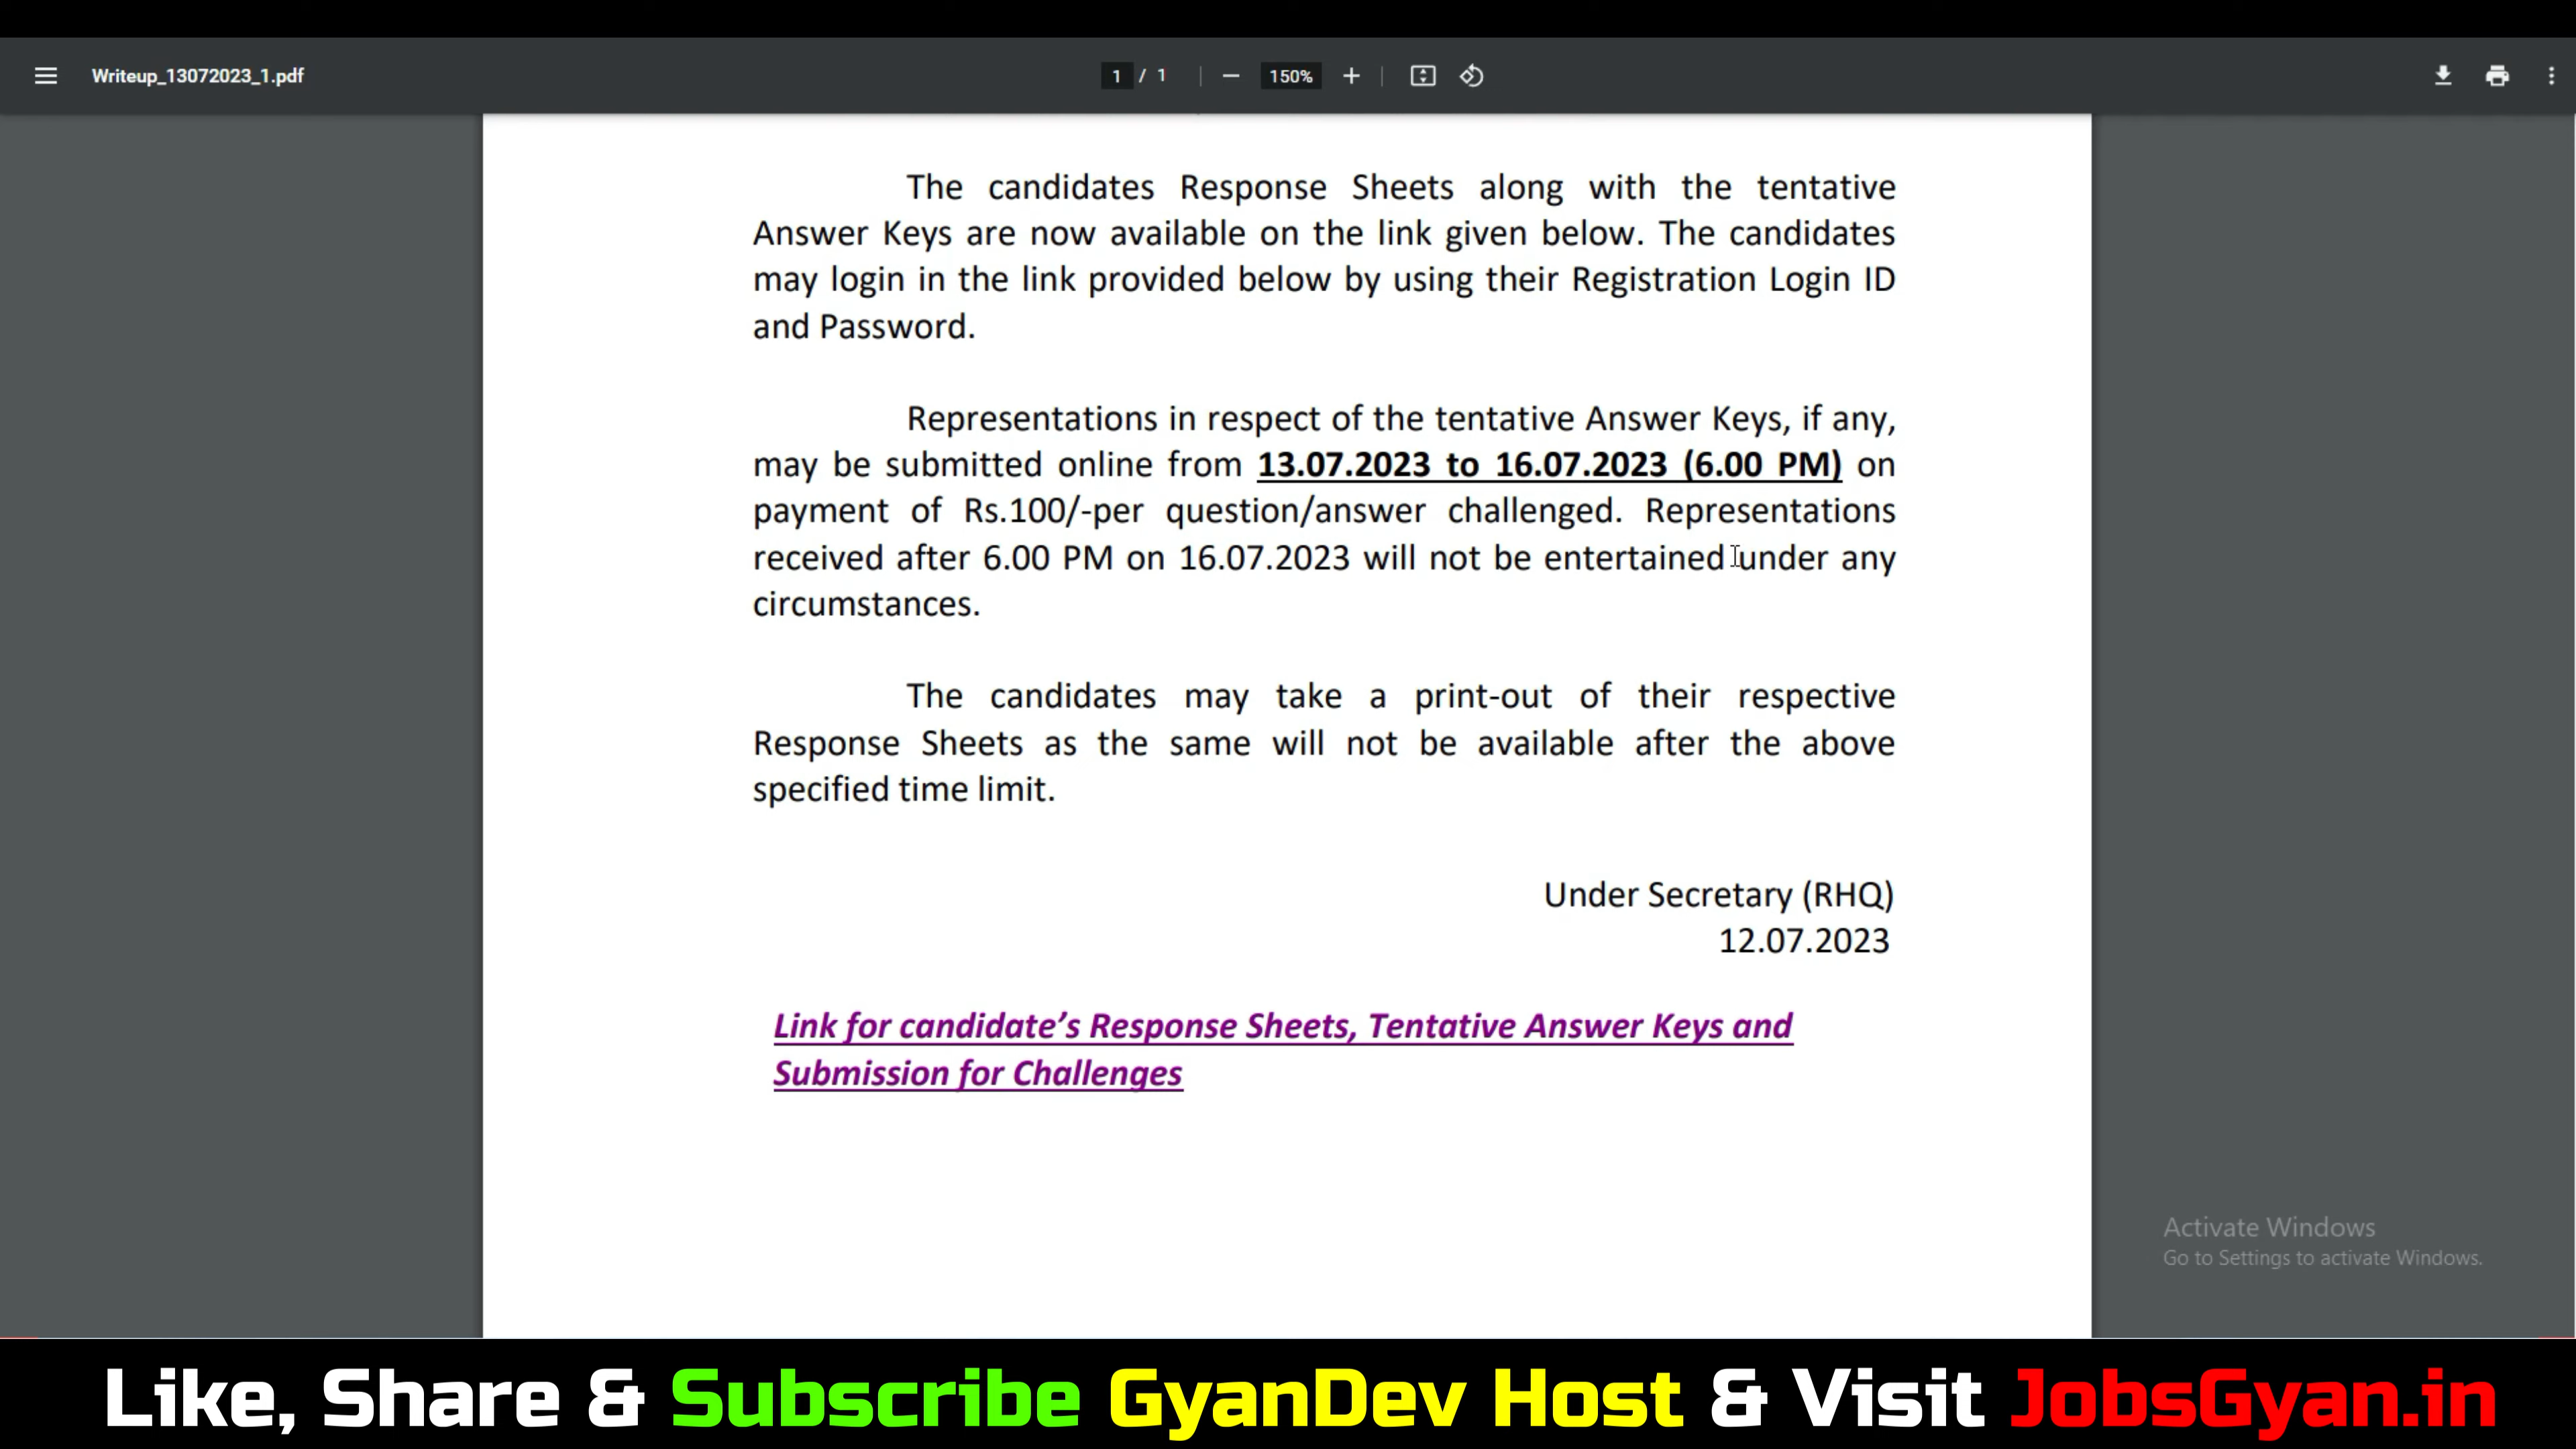 Writeup_13072023_1.pdf
1 / 1
150%
The candidates Response Sheets along with the tentative
Answer Keys are now available on the link given below. The candidates
may login in the link provided below by using their Registration Login ID
and Password.
Representations in respect of the tentative Answer Keys, if any,
may be submitted online from 13.07.2023 to 16.07.2023 (6.00 PM) on
payment of Rs.100/-per question/answer challenged. Representations
received after 6.00 PM on 16.07.2023 will not be entertained under any
circumstances.
The candidates may take a print-out of their respective
Response Sheets as the same will not be available after the above
specified time limit.
Under Secretary (RHQ)
12.07.2023
Link for candidate’s Response Sheets, Tentative Answer Keys and
Submission for Challenges
Activate Windows
Go to Settings to activate Windows.
Like, Share & Subscribe GyanDev Host & Visit JobsGyan.in